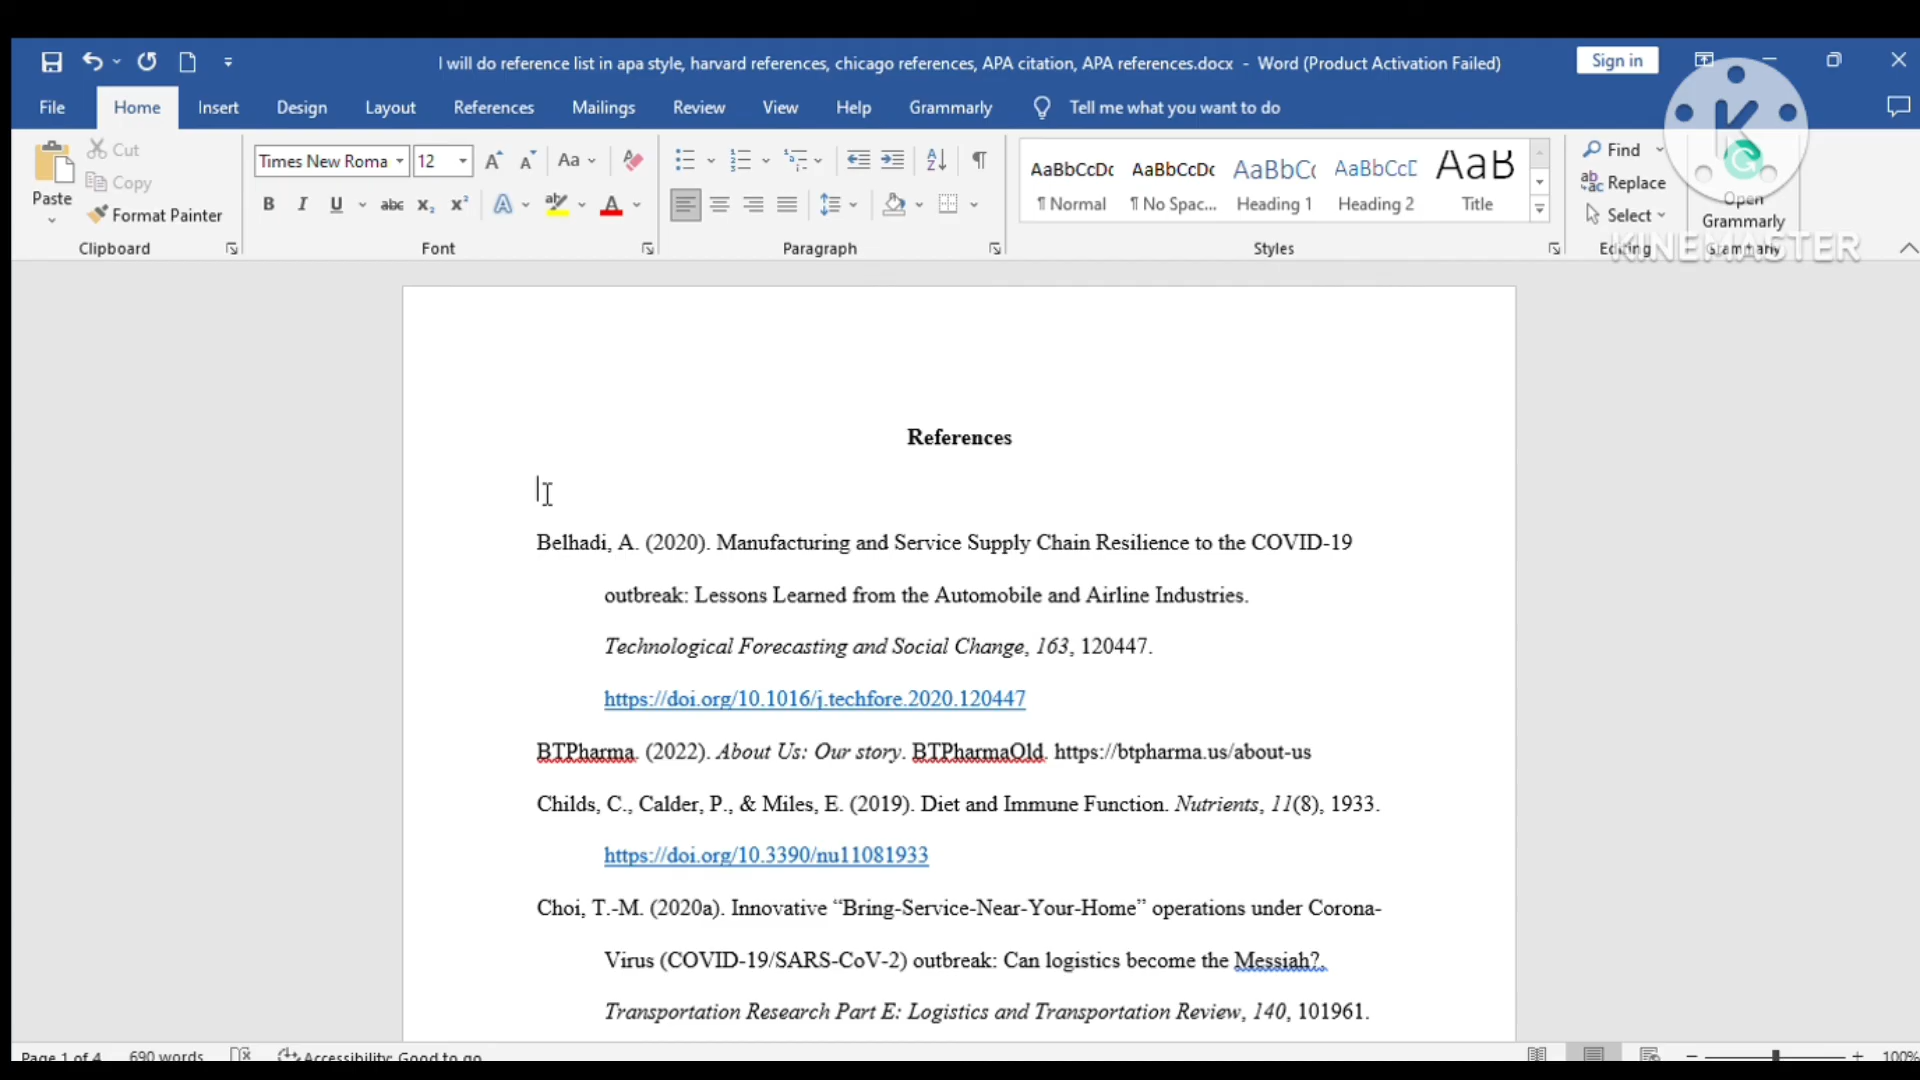 I will do reference list in apa style, harvard references, chicago references, APA citation, APA references.docx - Word (Product Activation Failed)
Sign in
File Home Insert Design Layout References Mailings Review View Help Grammarly Tell me what you want to do
Paste
Cut
Copy
Format Painter
Clipboard
Times New Roma 12
Font
Paragraph
AaBbCcDc AaBbCcDc AaBbCc AaBbCcD AaB
¶ Normal ¶ No Spac... Heading 1 Heading 2 Title
Styles
Find
Replace
Select
Editing
Open
Grammarly
Grammarly
KINEMASTER
References
Belhadi, A. (2020). Manufacturing and Service Supply Chain Resilience to the COVID-19
outbreak: Lessons Learned from the Automobile and Airline Industries.
Technological Forecasting and Social Change, 163, 120447.
https://doi.org/10.1016/j.techfore.2020.120447
BTPharma. (2022). About Us: Our story. BTPharmaOld. https://btpharma.us/about-us
Childs, C., Calder, P., & Miles, E. (2019). Diet and Immune Function. Nutrients, 11(8), 1933.
https://doi.org/10.3390/nu11081933
Choi, T.-M. (2020a). Innovative “Bring-Service-Near-Your-Home” operations under Corona-
Virus (COVID-19/SARS-CoV-2) outbreak: Can logistics become the Messiah?.
Transportation Research Part E: Logistics and Transportation Review, 140, 101961.
Page 1 of 4 690 words Accessibility: Good to go 100%